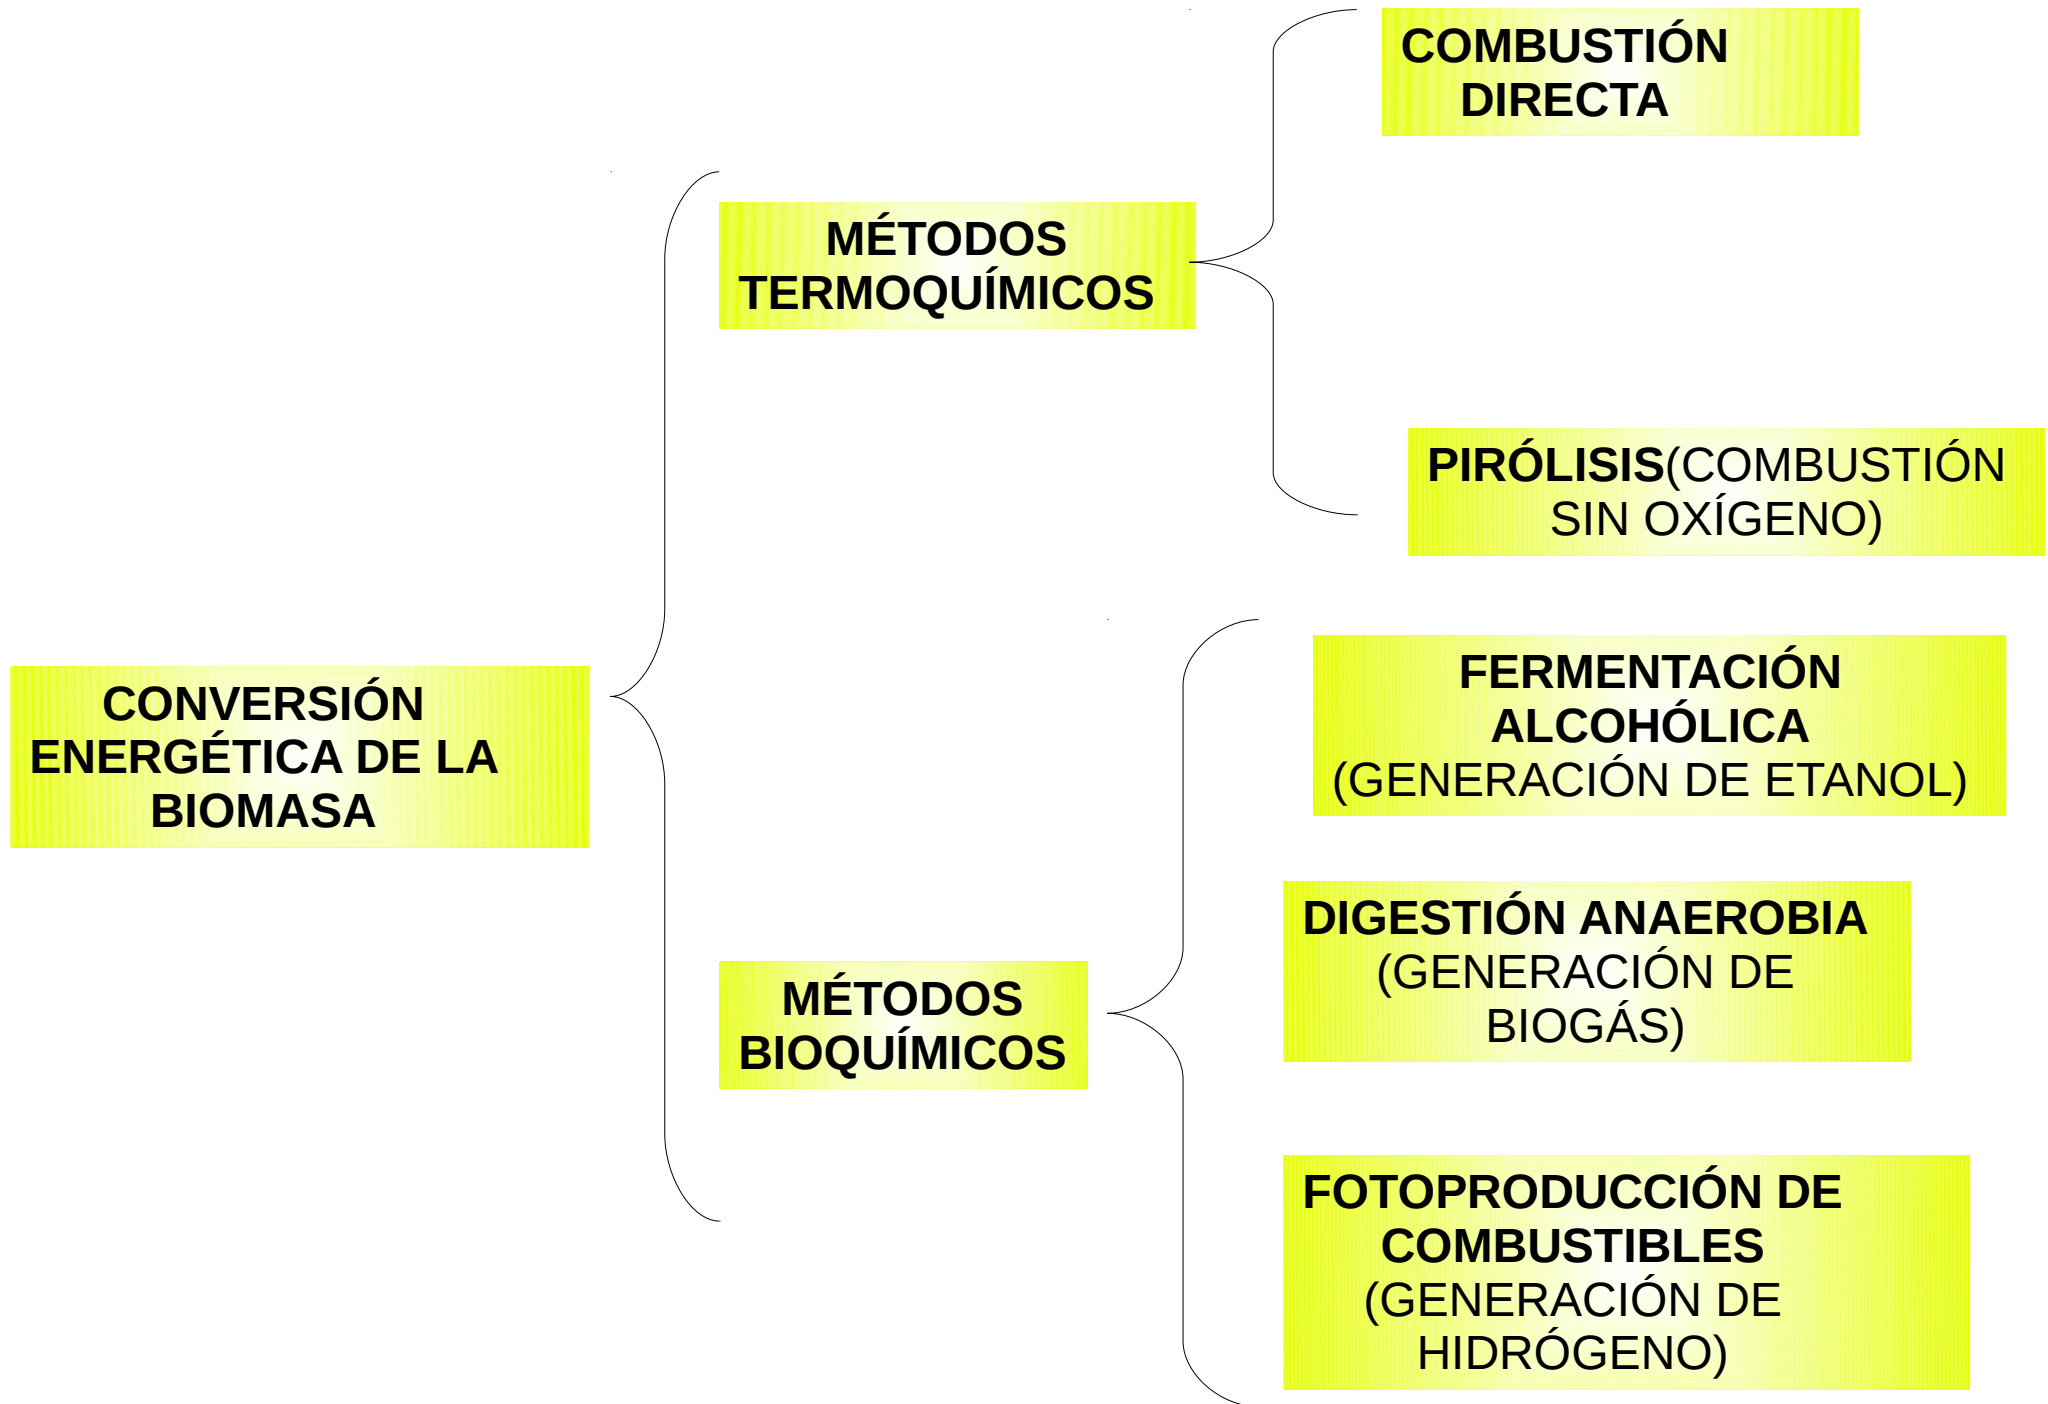 COMBUSTIÓN
DIRECTA
MÉTODOS
TERMOQUÍMICOS
PIRÓLISIS(COMBUSTIÓN
SIN OXÍGENO)
CONVERSIÓN
ENERGÉTICA DE LA
BIOMASA
FERMENTACIÓN
ALCOHÓLICA
(GENERACIÓN DE ETANOL)
DIGESTIÓN ANAEROBIA
(GENERACIÓN DE
BIOGÁS)
MÉTODOS
BIOQUÍMICOS
FOTOPRODUCCIÓN DE
COMBUSTIBLES
(GENERACIÓN DE
HIDRÓGENO)